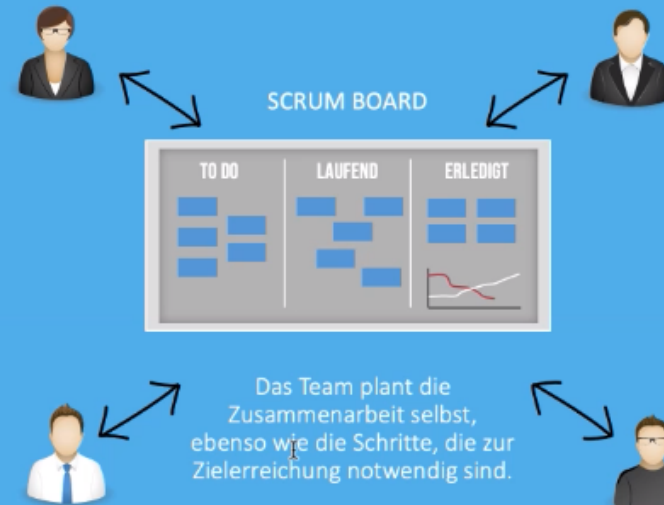 SCRUM BOARD
TO DO
LAUFEND
ERLEDIGT
Das Team plant die
Zusammenarbeit selbst,
ebenso wie die Schritte, die zur
Zielerreichung notwendig sind.